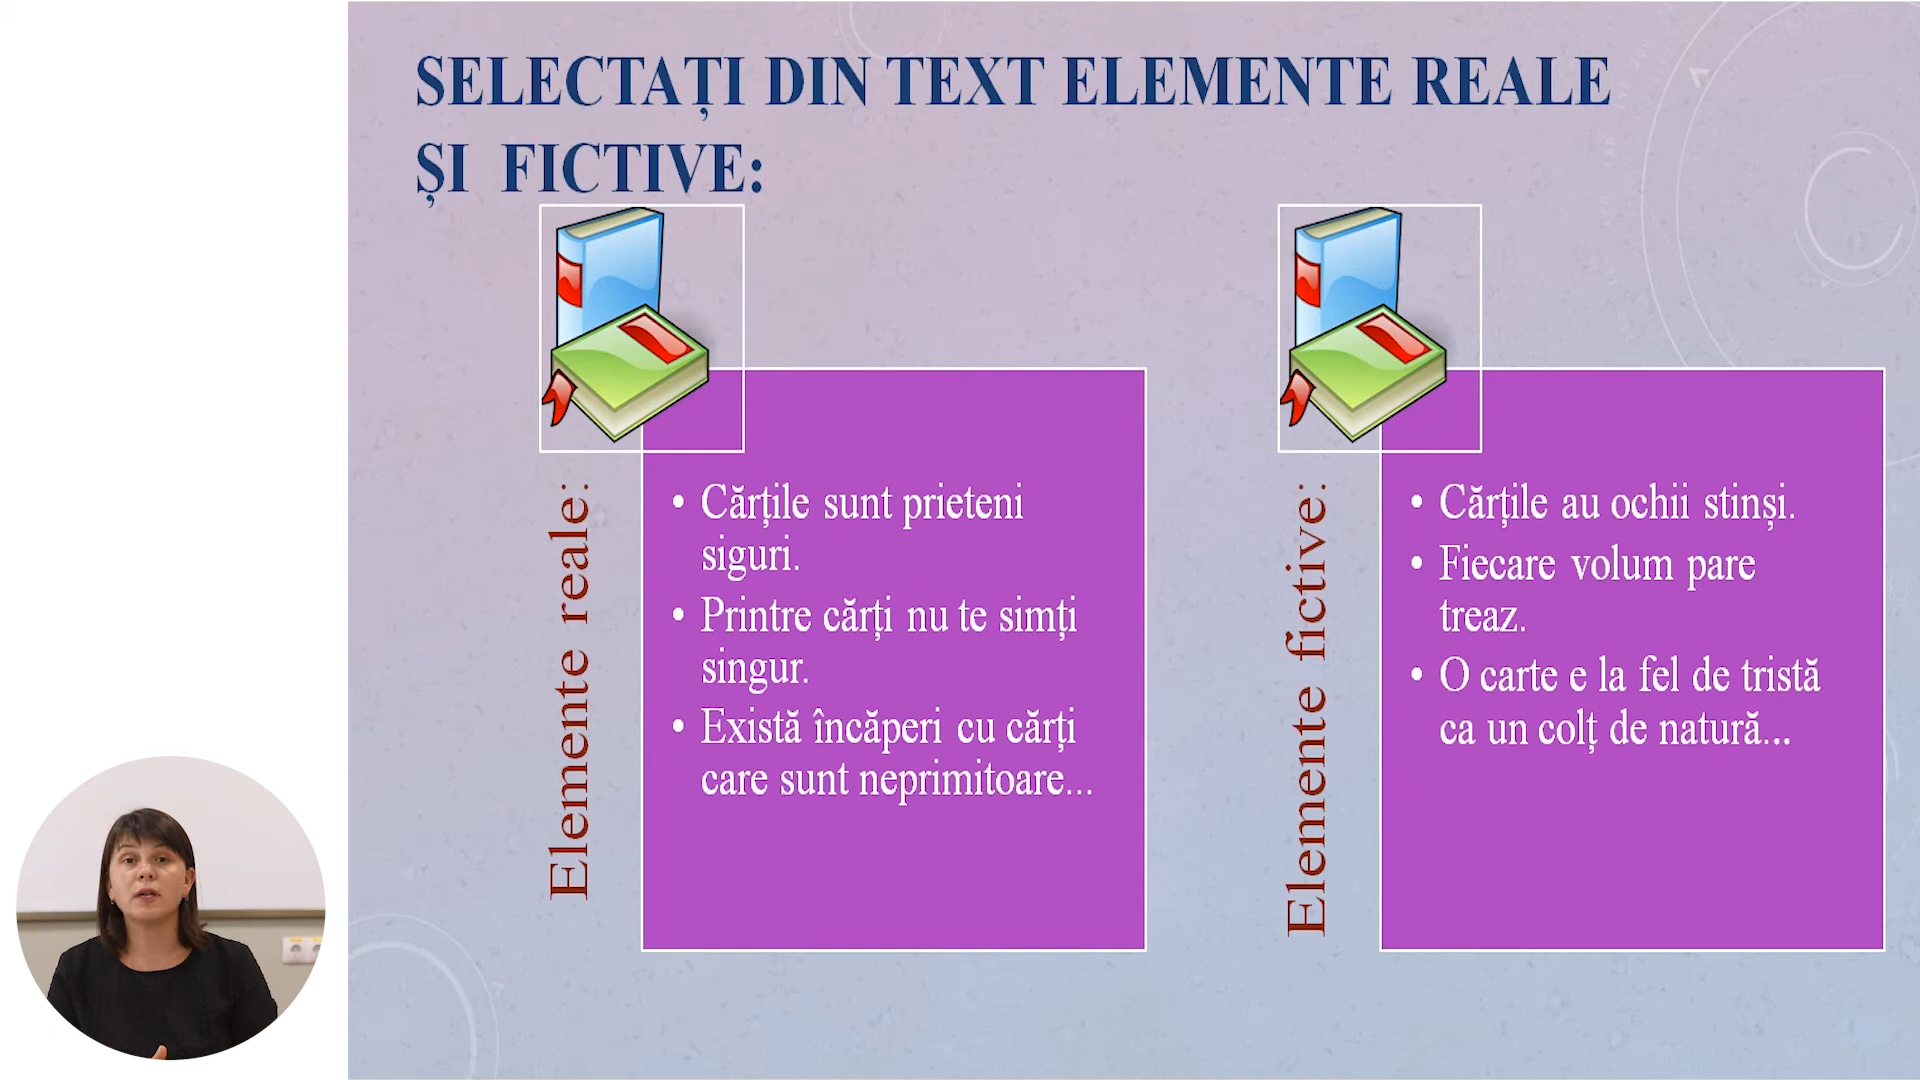 SELECTAȚI DIN TEXT ELEMENTE REALE
ȘI FICTIVE:
Elemente reale:
• Cărțile sunt prieteni
siguri.
• Printre cărți nu te simți
singur.
• Există încăperi cu cărți
care sunt neprimitoare...
Elemente fictive:
• Cărțile au ochii stinși.
• Fiecare volum pare
treaz.
• O carte e la fel de tristă
ca un colț de natură...